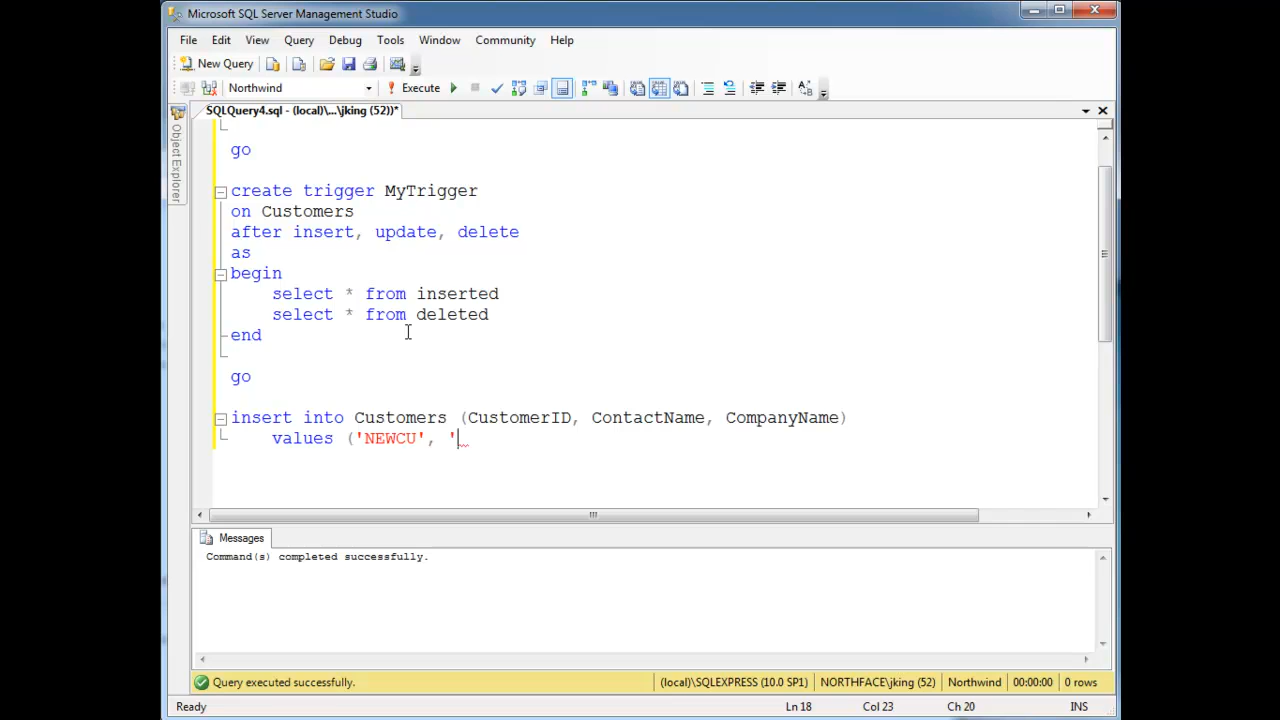 Microsoft SQL Server Management Studio
File Edit View Query Debug Tools Window Community Help
New Query
Northwind Execute
SQLQuery4.sql - (local)\...\jking (52))*
Object Explorer
go
create trigger MyTrigger
on Customers
after insert, update, delete
as
begin
select * from inserted
select * from deleted
end
go
insert into Customers (CustomerID, ContactName, CompanyName)
values ('NEWCU', '
Messages
Command(s) completed successfully.
Query executed successfully. (local)\SQLEXPRESS (10.0 SP1) NORTHFACE\jking (52) Northwind 00:00:00 0 rows
Ready Ln 18 Col 23 Ch 20 INS